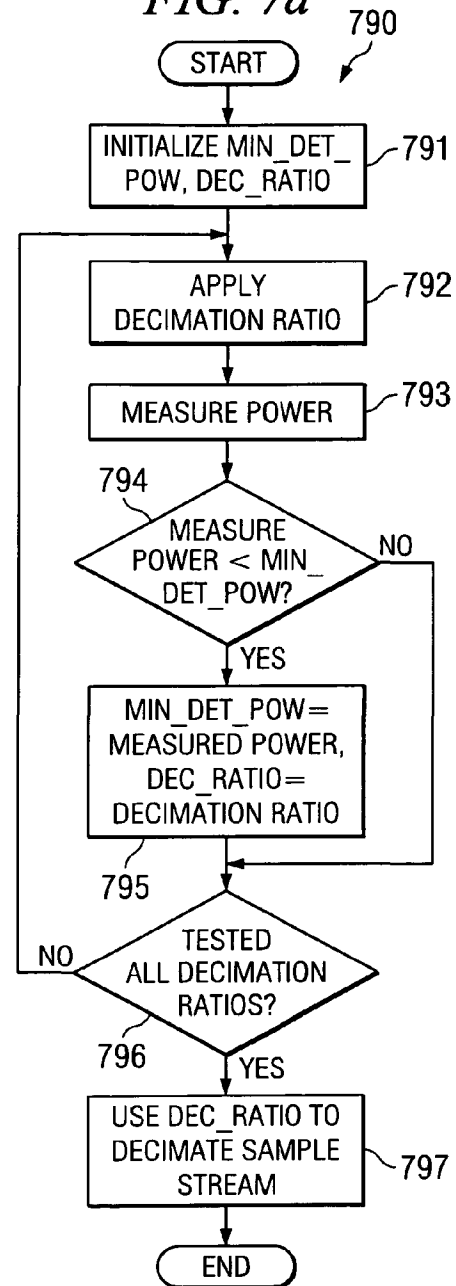 FIG. 7a
790
START
INITIALIZE MIN_DET_
POW, DEC_RATIO
791
APPLY
DECIMATION RATIO
792
MEASURE POWER
793
794
MEASURE
POWER < MIN_
DET_POW?
NO
YES
MIN_DET_POW=
MEASURED POWER,
DEC_RATIO=
DECIMATION RATIO
795
NO
TESTED
ALL DECIMATION
RATIOS?
796
YES
USE DEC_RATIO TO
DECIMATE SAMPLE
STREAM
797
END